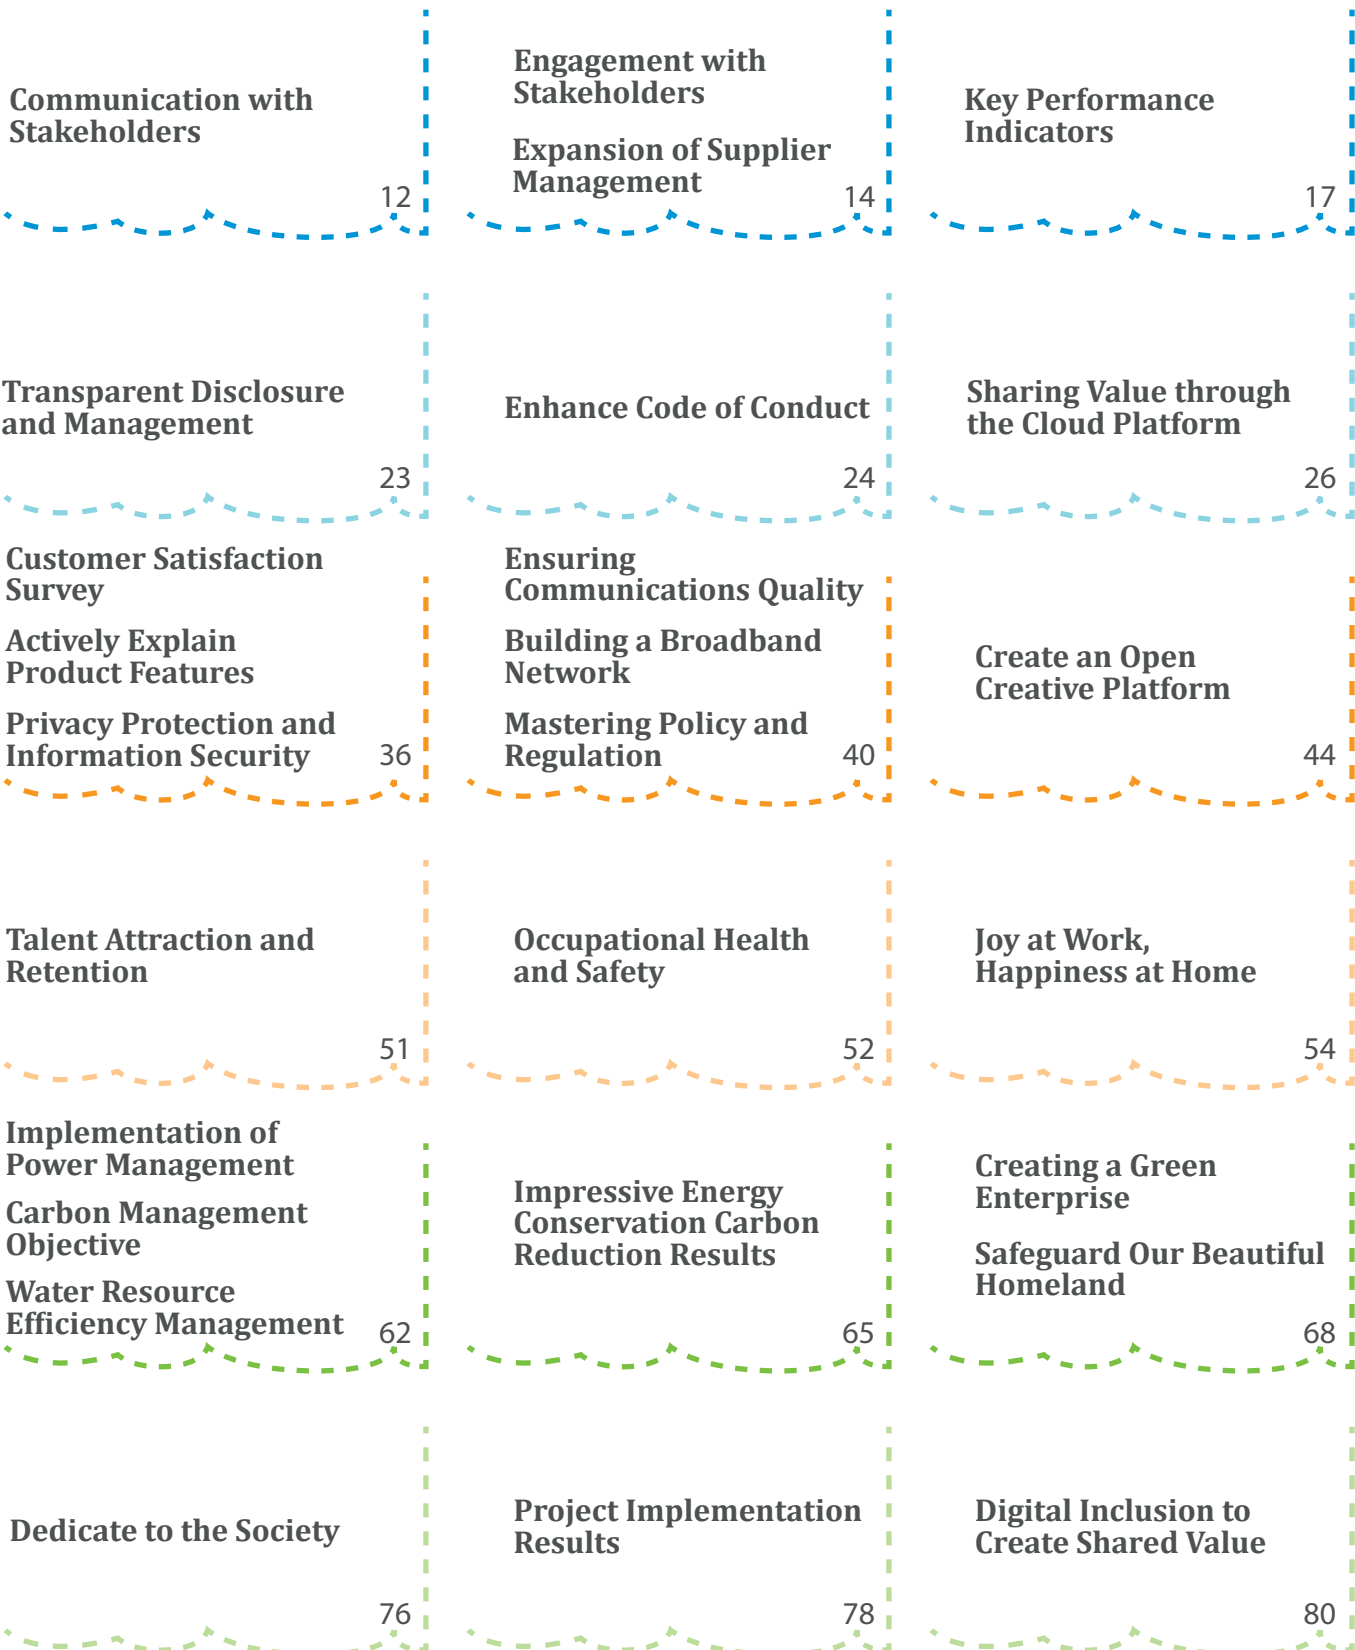 Communication with
Stakeholders
12
Engagement with
Stakeholders
Expansion of Supplier
Management
14
Key Performance
Indicators
17
Transparent Disclosure
and Management
23
Enhance Code of Conduct
24
Sharing Value through
the Cloud Platform
26
Customer Satisfaction
Survey
Actively Explain
Product Features
Privacy Protection and
Information Security
36
Ensuring
Communications Quality
Building a Broadband
Network
Mastering Policy and
Regulation
40
Create an Open
Creative Platform
44
Talent Attraction and
Retention
51
Occupational Health
and Safety
52
Joy at Work,
Happiness at Home
54
Implementation of
Power Management
Carbon Management
Objective
Water Resource
Efficiency Management
62
Impressive Energy
Conservation Carbon
Reduction Results
65
Creating a Green
Enterprise
Safeguard Our Beautiful
Homeland
68
Dedicate to the Society
76
Project Implementation
Results
78
Digital Inclusion to
Create Shared Value
80